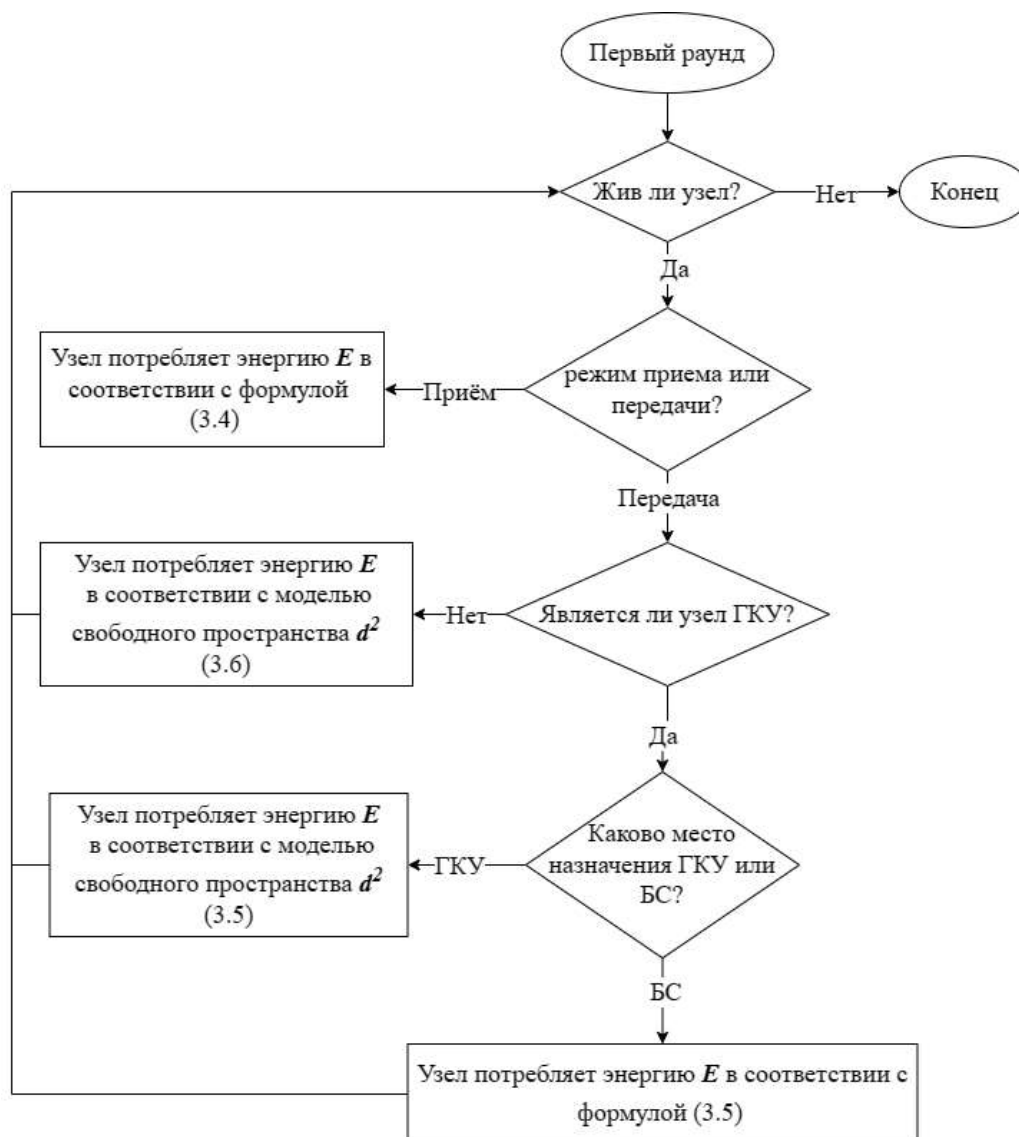 Первый раунд
Жив ли узел?
Нет
Конец
Да
Узел потребляет энергию E в
соответствии с формулой
(3.4)
Приём
режим приема или
передачи?
Передача
Узел потребляет энергию E
в соответствии с моделью
свободного пространства d²
(3.6)
Нет
Является ли узел ГКУ?
Да
Узел потребляет энергию E
в соответствии с моделью
свободного пространства d²
(3.5)
ГКУ
Каково место
назначения ГКУ или
БС?
БС
Узел потребляет энергию E в соответствии с
формулой (3.5)